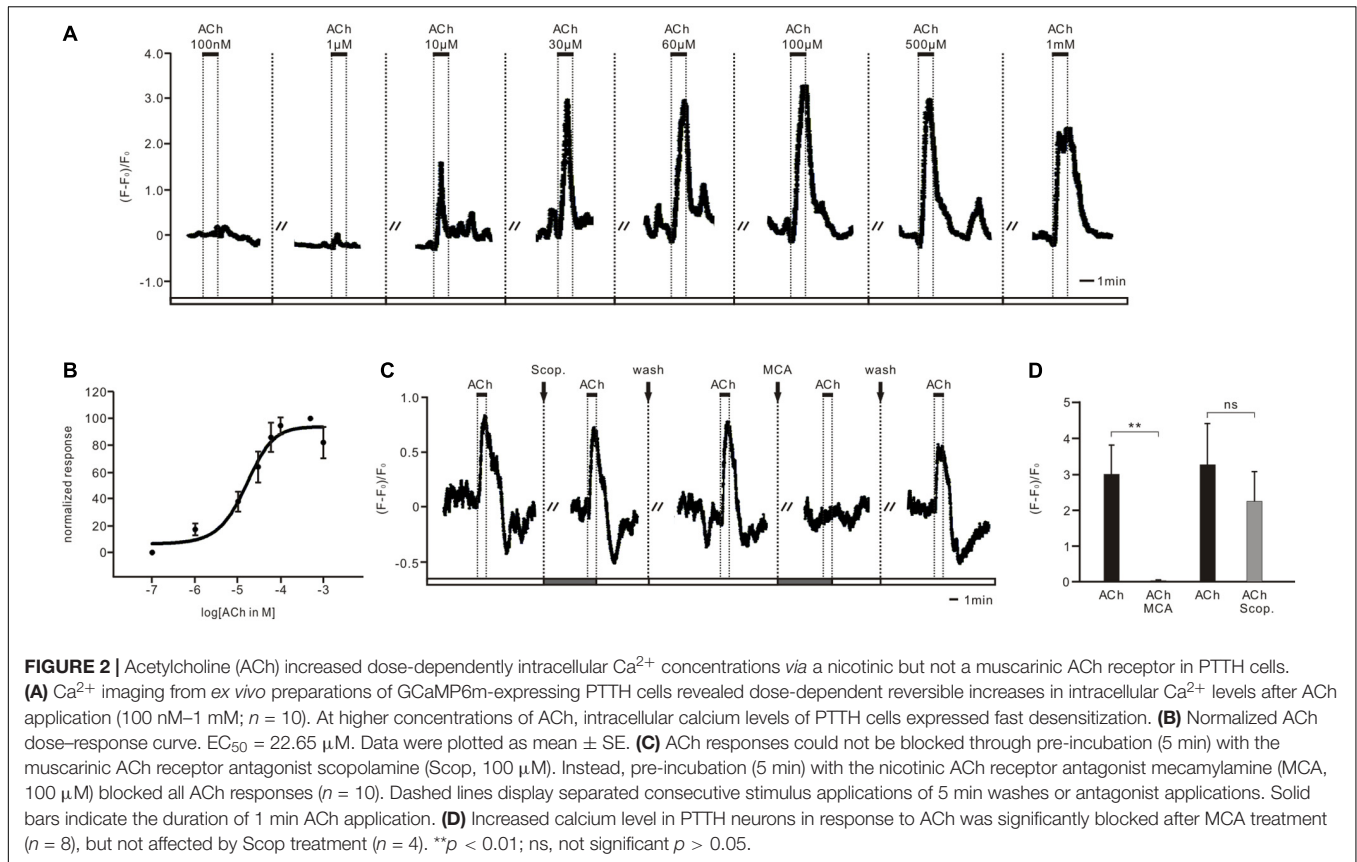 A
ACh ACh ACh ACh ACh ACh ACh ACh
100nM 1μM 10μM 30μM 60μM 100μM 500μM 1mM
4.0
3.0
2.0
1.0
0
-1.0
(F-F₀)/F₀
// // // // // // //
1min
B
120
100
80
60
40
20
0
normalized response
-7 -6 -5 -4 -3
log[ACh in M]
C
Scop. wash MCA wash
ACh ACh ACh ACh ACh
1.0
0.5
0
-0.5
(F-F₀)/F₀
// // // //
1min
D
5
4
3
2
1
0
(F-F₀)/F₀
** ns
ACh ACh ACh ACh
MCA Scop.
FIGURE 2 | Acetylcholine (ACh) increased dose-dependently intracellular Ca²⁺ concentrations via a nicotinic but not a muscarinic ACh receptor in PTTH cells.
(A) Ca²⁺ imaging from ex vivo preparations of GCaMP6m-expressing PTTH cells revealed dose-dependent reversible increases in intracellular Ca²⁺ levels after ACh
application (100 nM–1 mM; n = 10). At higher concentrations of ACh, intracellular calcium levels of PTTH cells expressed fast desensitization. (B) Normalized ACh
dose–response curve. EC₅₀ = 22.65 μM. Data were plotted as mean ± SE. (C) ACh responses could not be blocked through pre-incubation (5 min) with the
muscarinic ACh receptor antagonist scopolamine (Scop, 100 μM). Instead, pre-incubation (5 min) with the nicotinic ACh receptor antagonist mecamylamine (MCA,
100 μM) blocked all ACh responses (n = 10). Dashed lines display separated consecutive stimulus applications of 5 min washes or antagonist applications. Solid
bars indicate the duration of 1 min ACh application. (D) Increased calcium level in PTTH neurons in response to ACh was significantly blocked after MCA treatment
(n = 8), but not affected by Scop treatment (n = 4). **p < 0.01; ns, not significant p > 0.05.